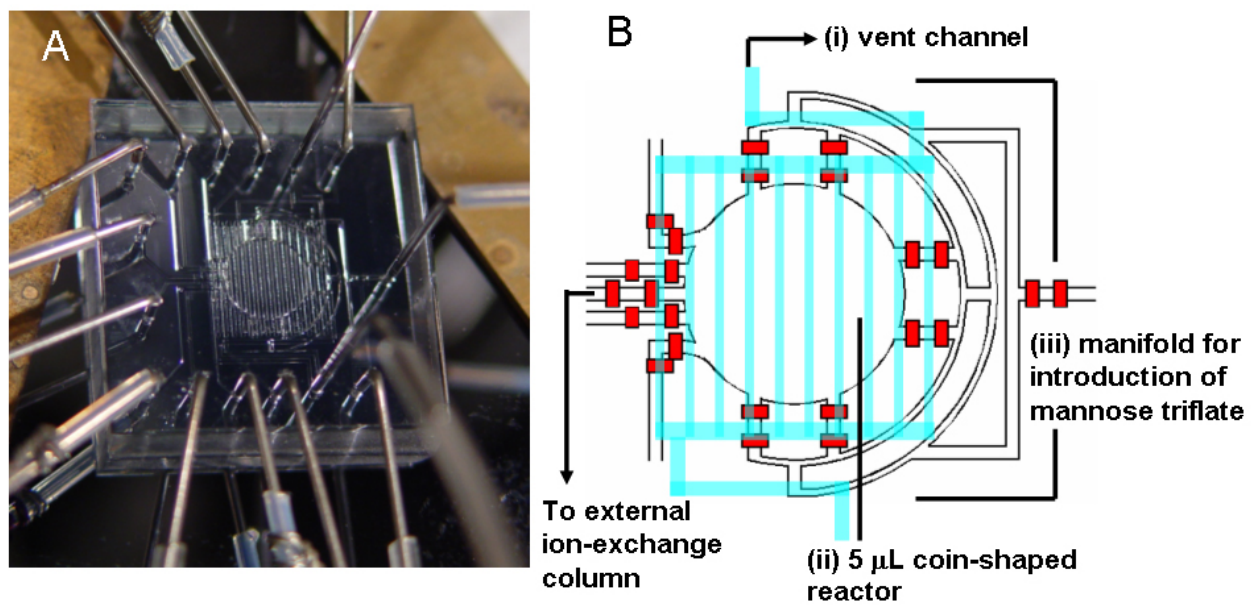 A
B
(i) vent channel
(iii) manifold for
introduction of
mannose triflate
To external
ion-exchange
column
(ii) 5 μL coin-shaped
reactor